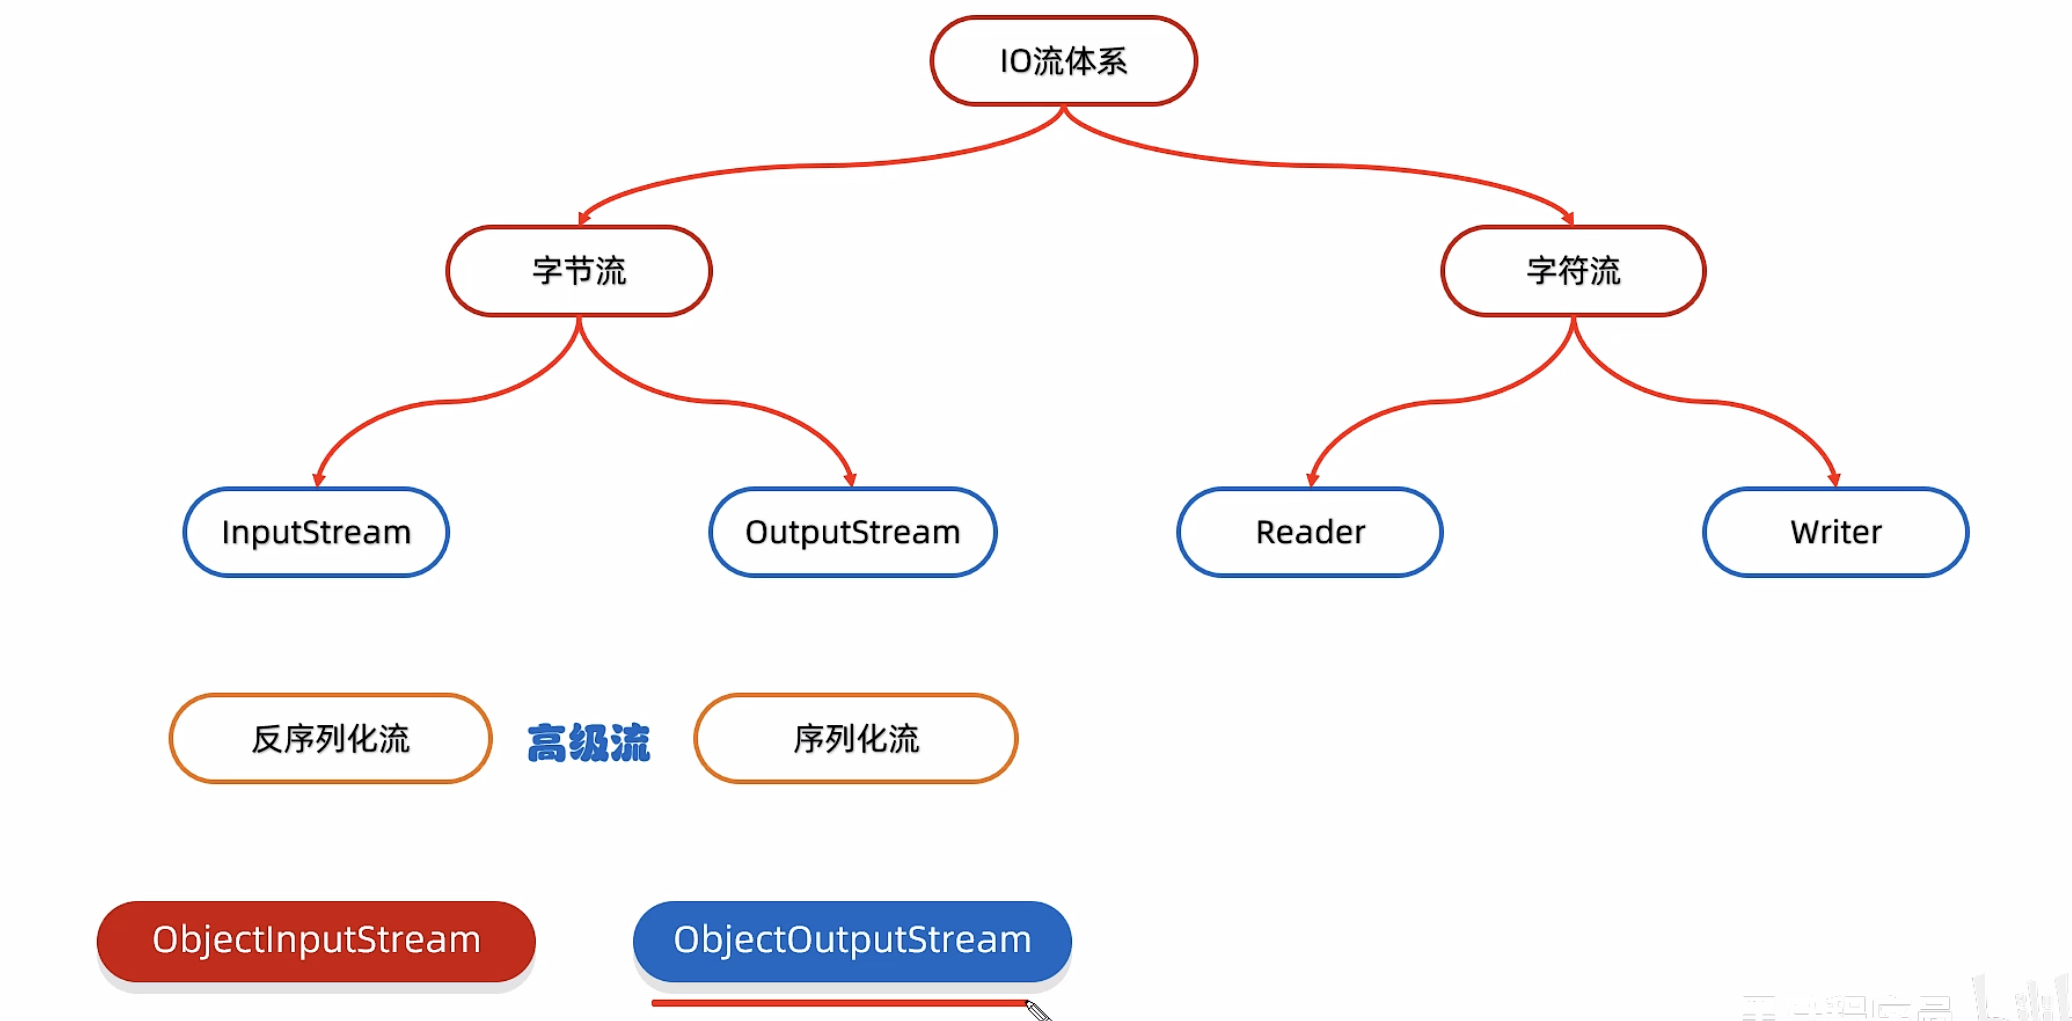 IO流体系
字节流
字符流
InputStream
OutputStream
Reader
Writer
反序列化流
高级流
序列化流
ObjectInputStream
ObjectOutputStream